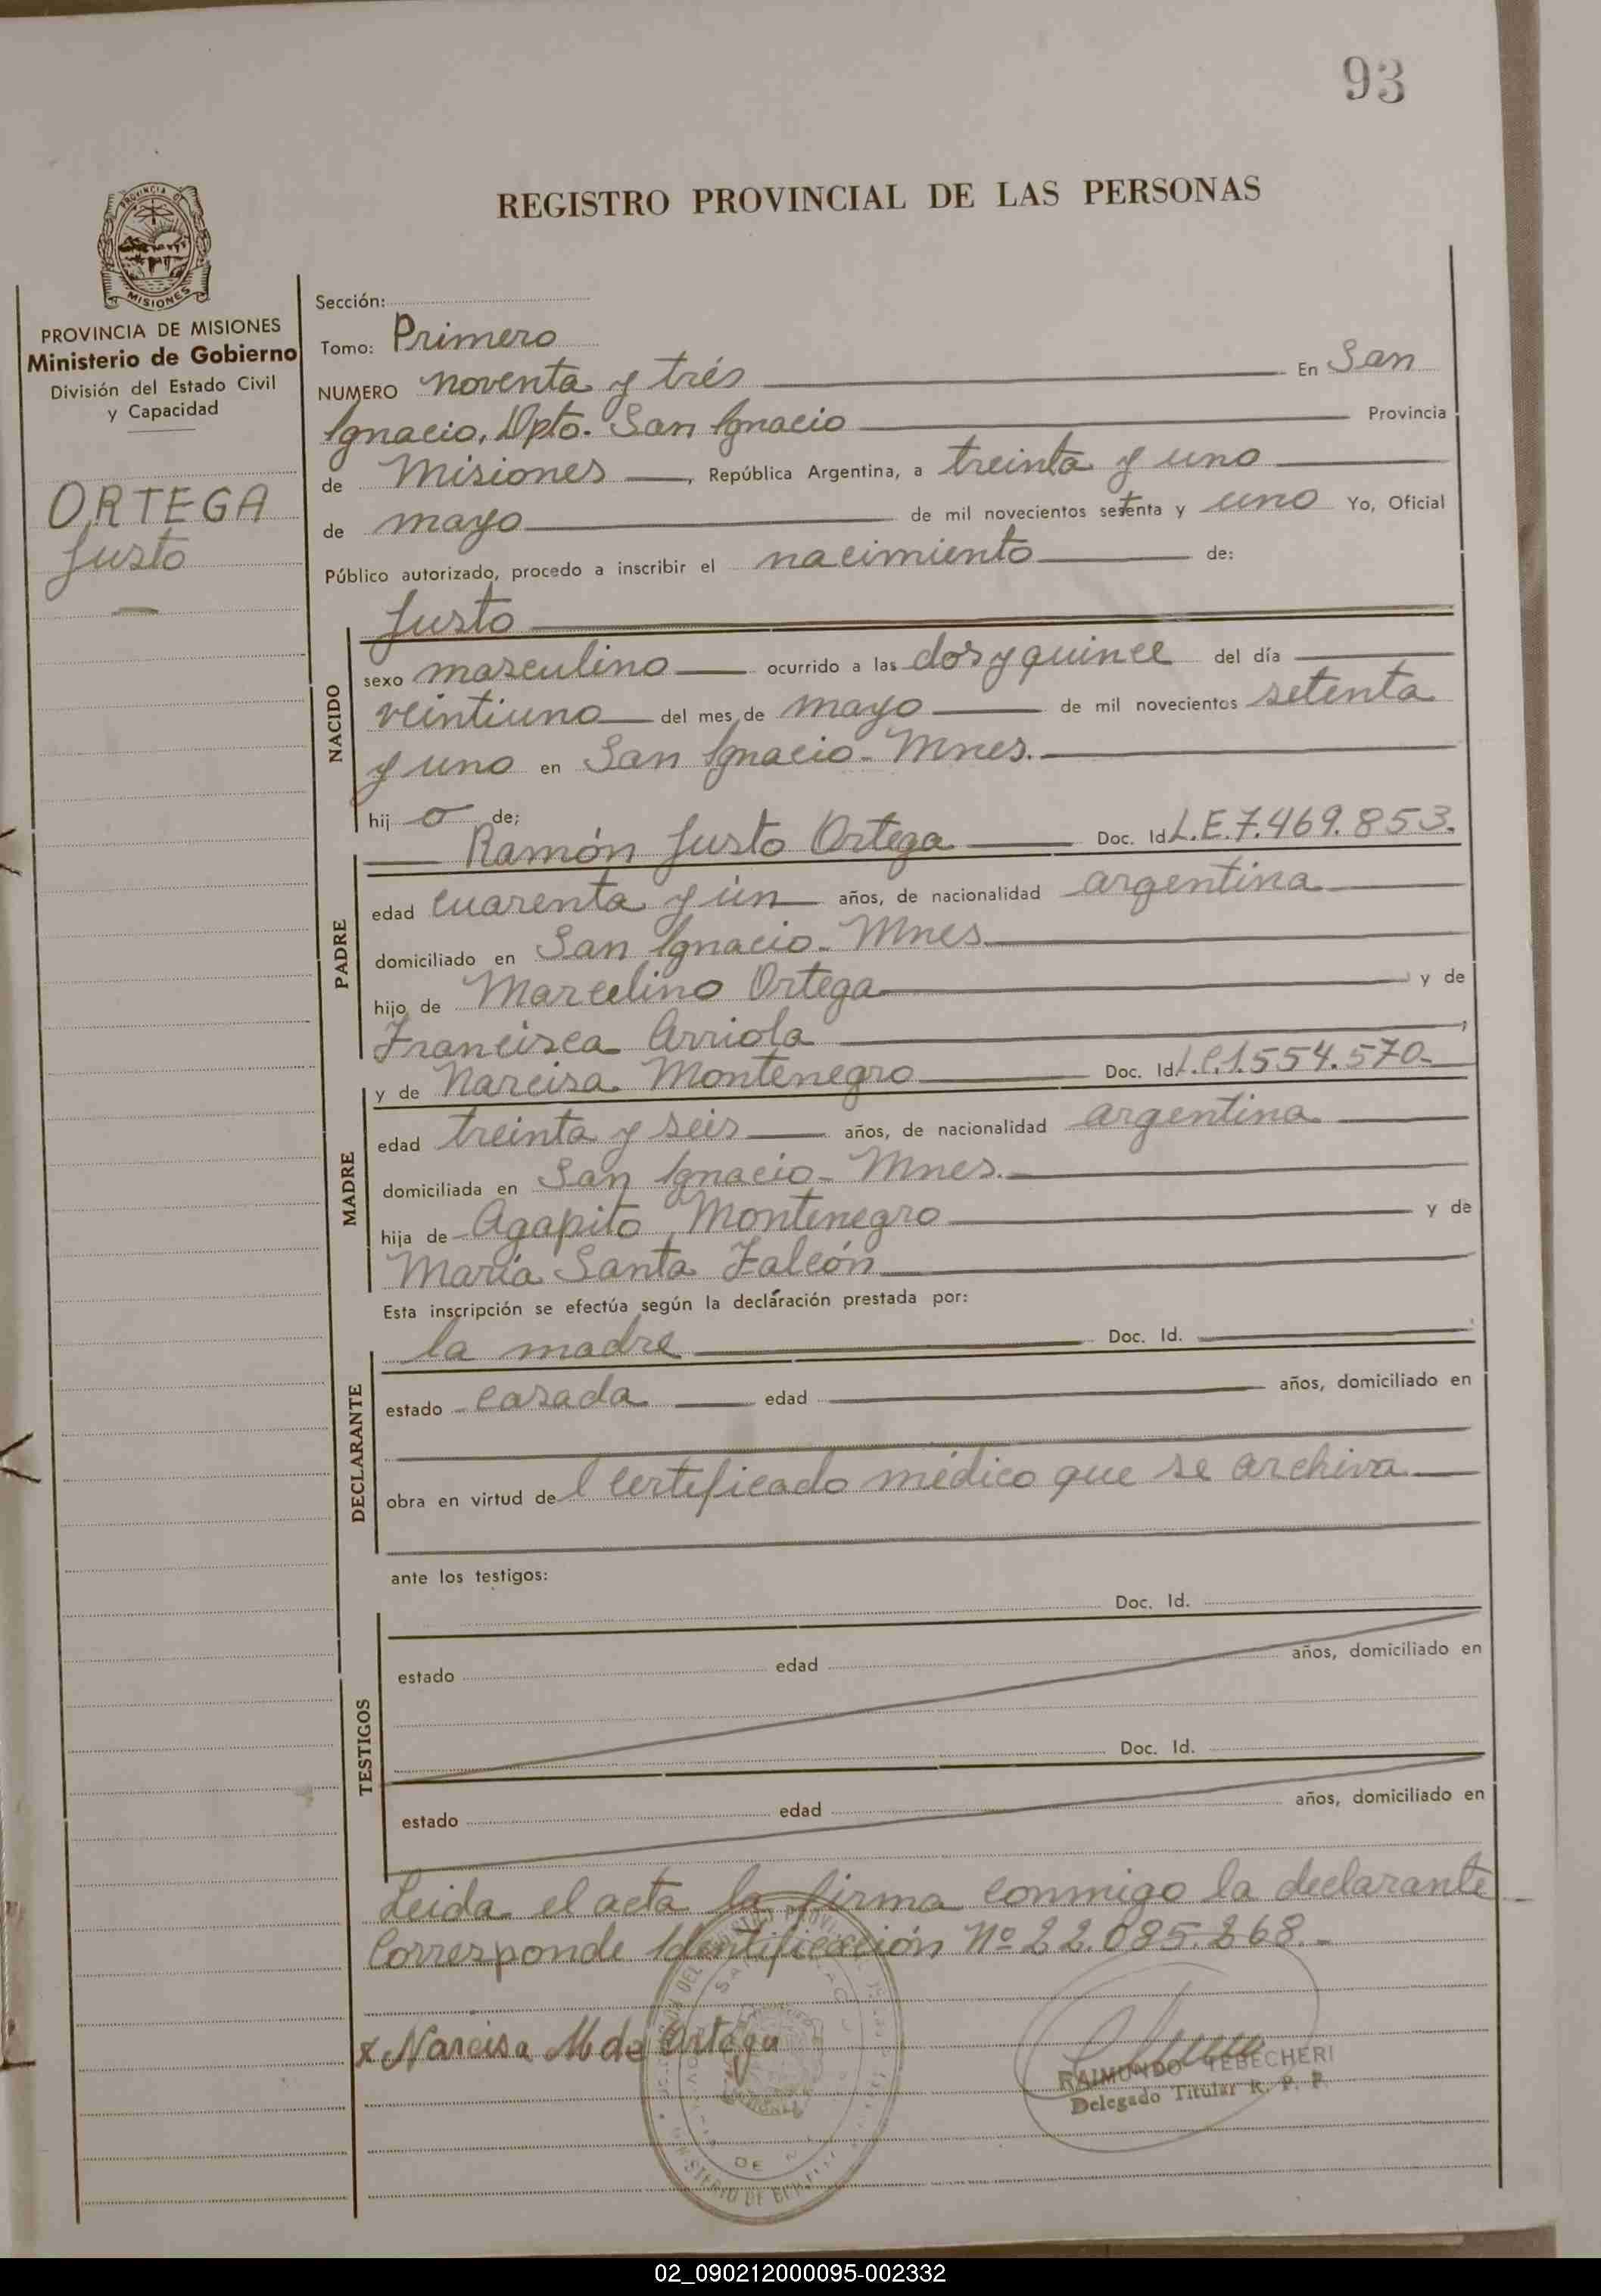 93
REGISTRO PROVINCIAL DE LAS PERSONAS
PROVINCIA DE MISIONES
Ministerio de Gobierno
División del Estado Civil
y Capacidad
ORTEGA
Justo
Sección:
Tomo: Primero
NUMERO noventa y trés En San
Ignacio, Dpto. San Ignacio Provincia
de Misiones, República Argentina, a treinta y uno
de mayo de mil novecientos setenta y uno Yo, Oficial
Público autorizado, procedo a inscribir el nacimiento de:
Justo
NACIDO
sexo masculino ocurrido a las dos y quince del día
veintiuno del mes de mayo de mil novecientos setenta
y uno en San Ignacio - Mnes.
hijo de;
Ramón Justo Ortega Doc. Id. L.E. 7.469.853.
PADRE
edad cuarenta y ún años, de nacionalidad argentina
domiciliado en San Ignacio - Mnes
hijo de Marcelino Ortega y de
Francisca Arriola,
y de Narcisa Montenegro Doc. Id. L.C. 1.554.570-
MADRE
edad treinta y seis años, de nacionalidad argentina
domiciliada en San Ignacio - Mnes.
hija de Agapito Montenegro y de
María Santa Falcón
Esta inscripción se efectúa según la declaración prestada por:
la madre Doc. Id.
DECLARANTE
estado casada edad años, domiciliado en
obra en virtud del certificado médico que se archiva
ante los testigos:
Doc. Id.
TESTIGOS
estado edad años, domiciliado en
Doc. Id.
estado edad años, domiciliado en
Leida el acta la firma conmigo la declarante
Corresponde Identificación Nº 22.085.268.-
x Narcisa M de Ortega
RAIMUNDO TEBECHERI
Delegado Titular R. P. P.
02_090212000095-002332